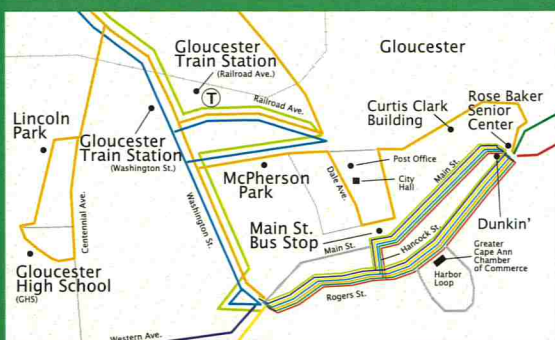 Gloucester
Train Station
(Railroad Ave.)
T
Railroad Ave.
Gloucester
Rose Baker
Senior
Center
Curtis Clark
Building
Lincoln
Park
Gloucester
Train Station
(Washington St.)
McPherson
Park
Post Office
City
Hall
Dale Ave.
Main St.
Dunkin'
Centennial Ave.
Washington St.
Main St.
Bus Stop
Main St.
Hancock St.
Greater
Cape Ann
Chamber
of Commerce
Harbor
Loop
Gloucester
High School
(GHS)
Rogers St.
Western Ave.